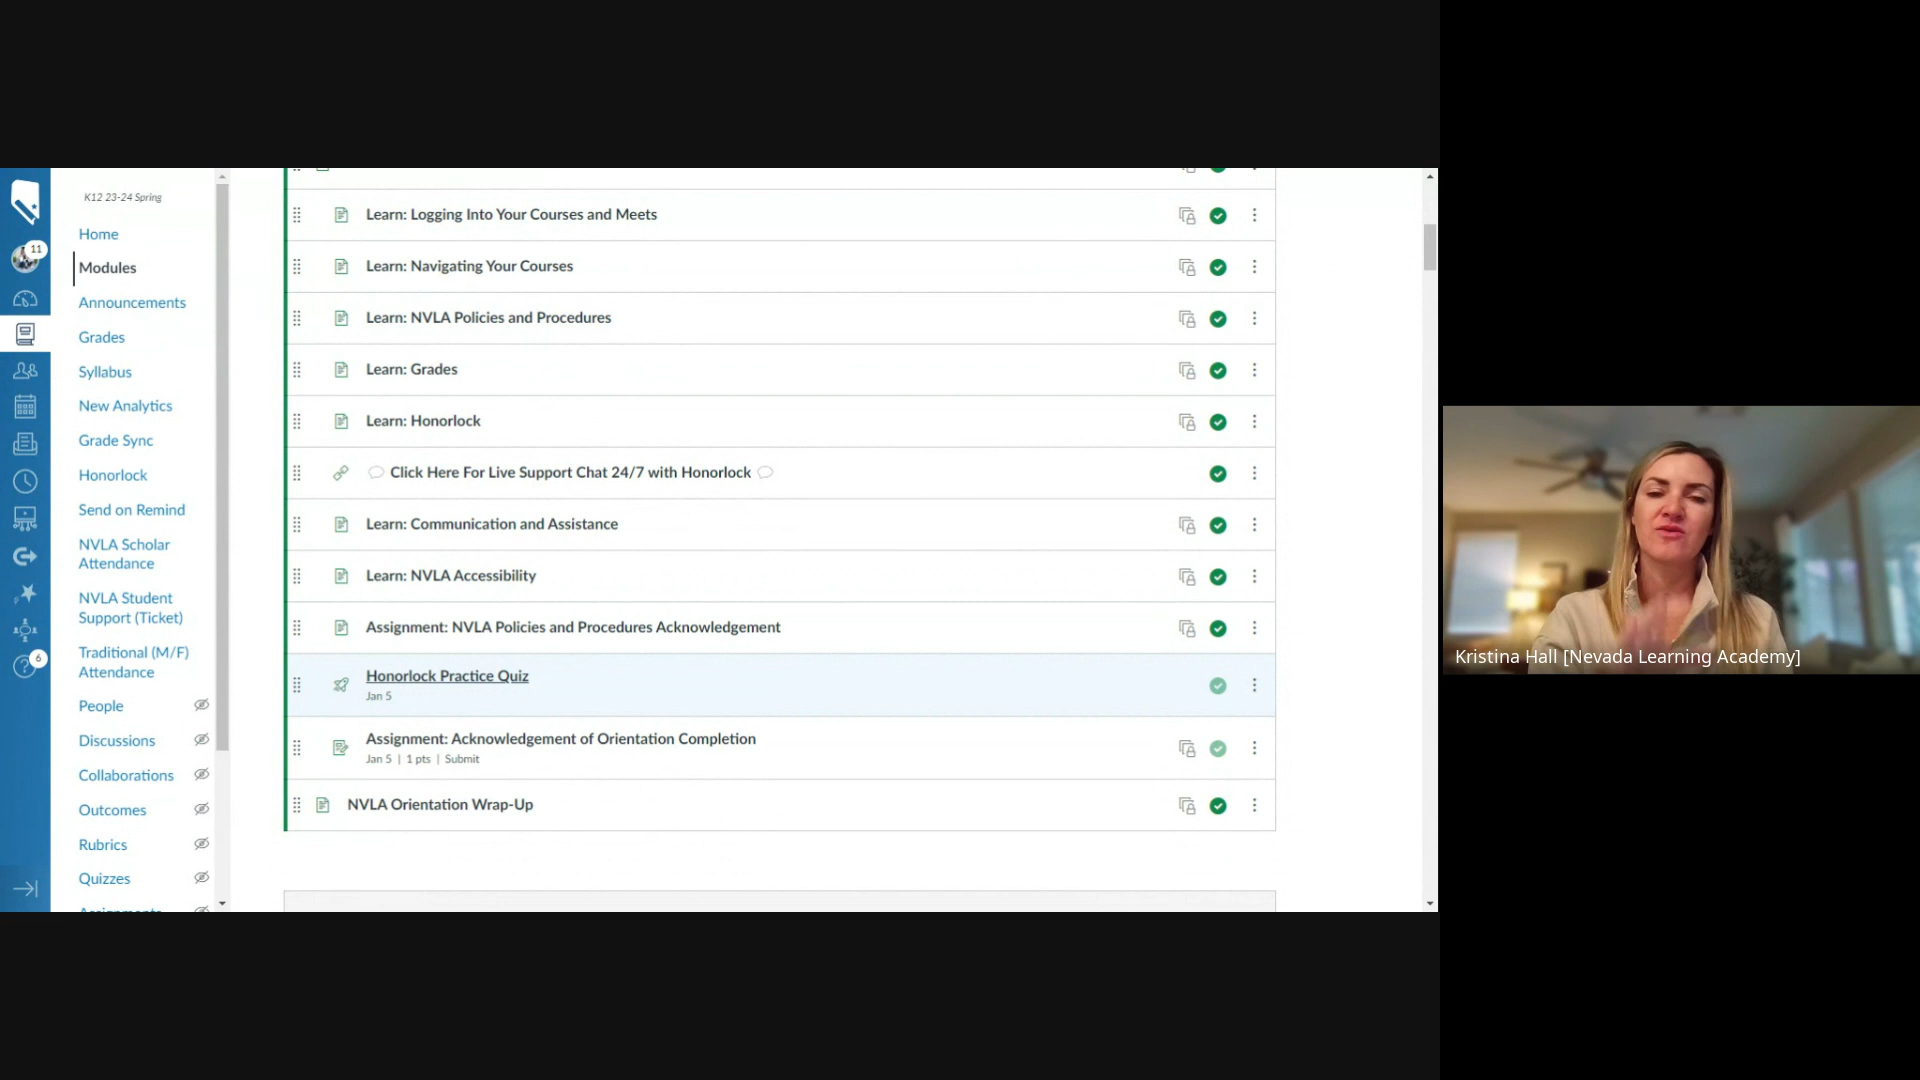 K12 23-24 Spring
Home
11
Modules
Announcements
Grades
Syllabus
New Analytics
Grade Sync
Honorlock
Send on Remind
NVLA Scholar
Attendance
NVLA Student
Support (Ticket)
6
Traditional (M/F)
Attendance
People
Discussions
Collaborations
Outcomes
Rubrics
Quizzes
Assignments
Learn: Logging Into Your Courses and Meets
Learn: Navigating Your Courses
Learn: NVLA Policies and Procedures
Learn: Grades
Learn: Honorlock
Click Here For Live Support Chat 24/7 with Honorlock
Learn: Communication and Assistance
Learn: NVLA Accessibility
Assignment: NVLA Policies and Procedures Acknowledgement
Honorlock Practice Quiz
Jan 5
Assignment: Acknowledgement of Orientation Completion
Jan 5 | 1 pts | Submit
NVLA Orientation Wrap-Up
Kristina Hall [Nevada Learning Academy]